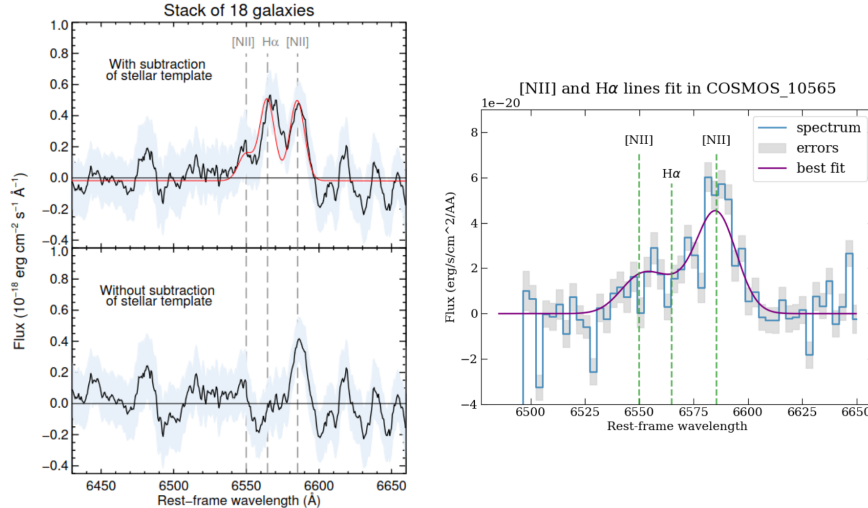 Stack of 18 galaxies
[NII] Hα [NII]
With subtraction
of stellar template
1.0
0.8
0.6
0.4
0.2
0.0
-0.2
-0.4
Without subtraction
of stellar template
1.0
0.8
0.6
0.4
0.2
0.0
-0.2
-0.4
Flux (10⁻¹⁸ erg cm⁻² s⁻¹ Å⁻¹)
6450 6500 6550 6600 6650
Rest-frame wavelength (Å)
[NII] and Hα lines fit in COSMOS_10565
1e-20
spectrum
errors
best fit
[NII] [NII]
Hα
8
6
4
2
0
−2
−4
Flux (erg/s/cm^2/AA)
6500 6525 6550 6575 6600 6625 6650
Rest-frame wavelength